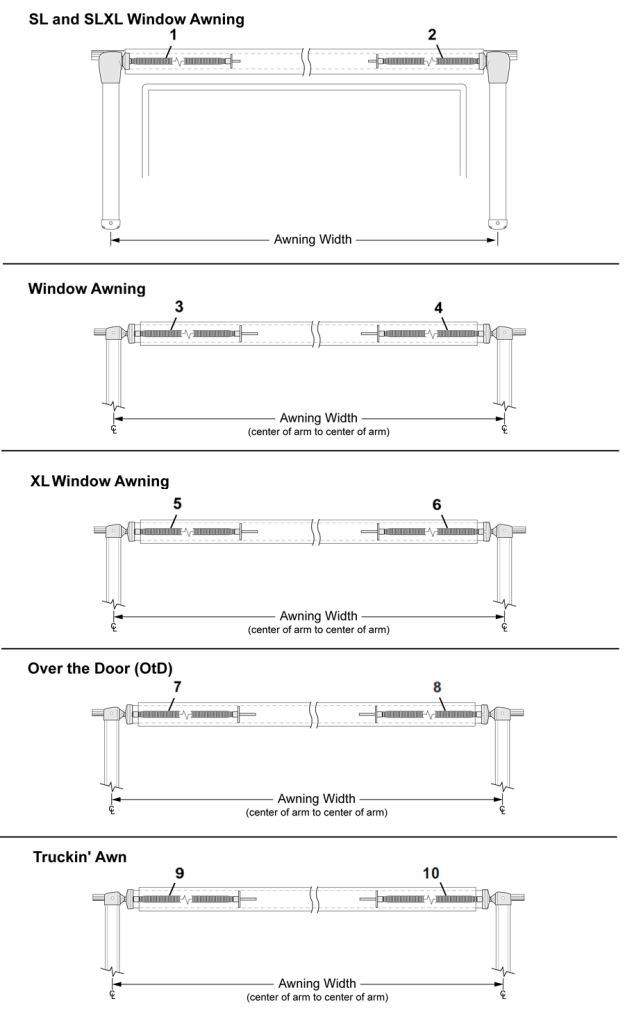 SL and SLXL Window Awning
1 2
Awning Width
Window Awning
3 4
Awning Width
(center of arm to center of arm)
℄ ℄
XL Window Awning
5 6
Awning Width
(center of arm to center of arm)
℄ ℄
Over the Door (OtD)
7 8
Awning Width
(center of arm to center of arm)
℄ ℄
Truckin' Awn
9 10
Awning Width
(center of arm to center of arm)
℄ ℄